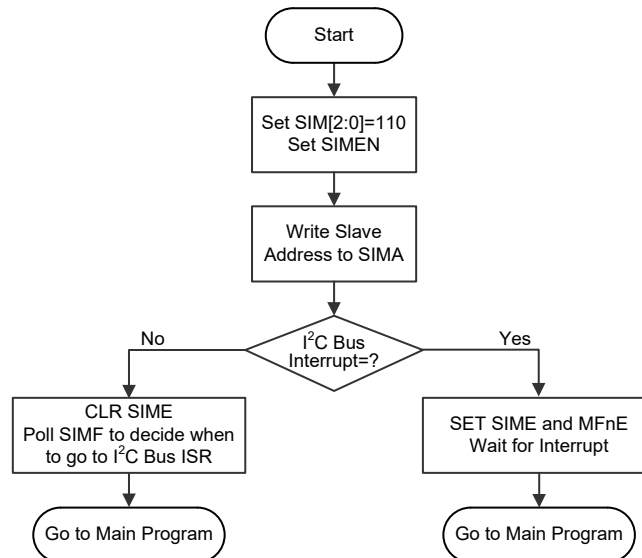 Start
Set SIM[2:0]=110
Set SIMEN
Write Slave
Address to SIMA
I²C Bus
Interrupt=?
No
Yes
CLR SIME
Poll SIMF to decide when
to go to I²C Bus ISR
SET SIME and MFnE
Wait for Interrupt
Go to Main Program
Go to Main Program